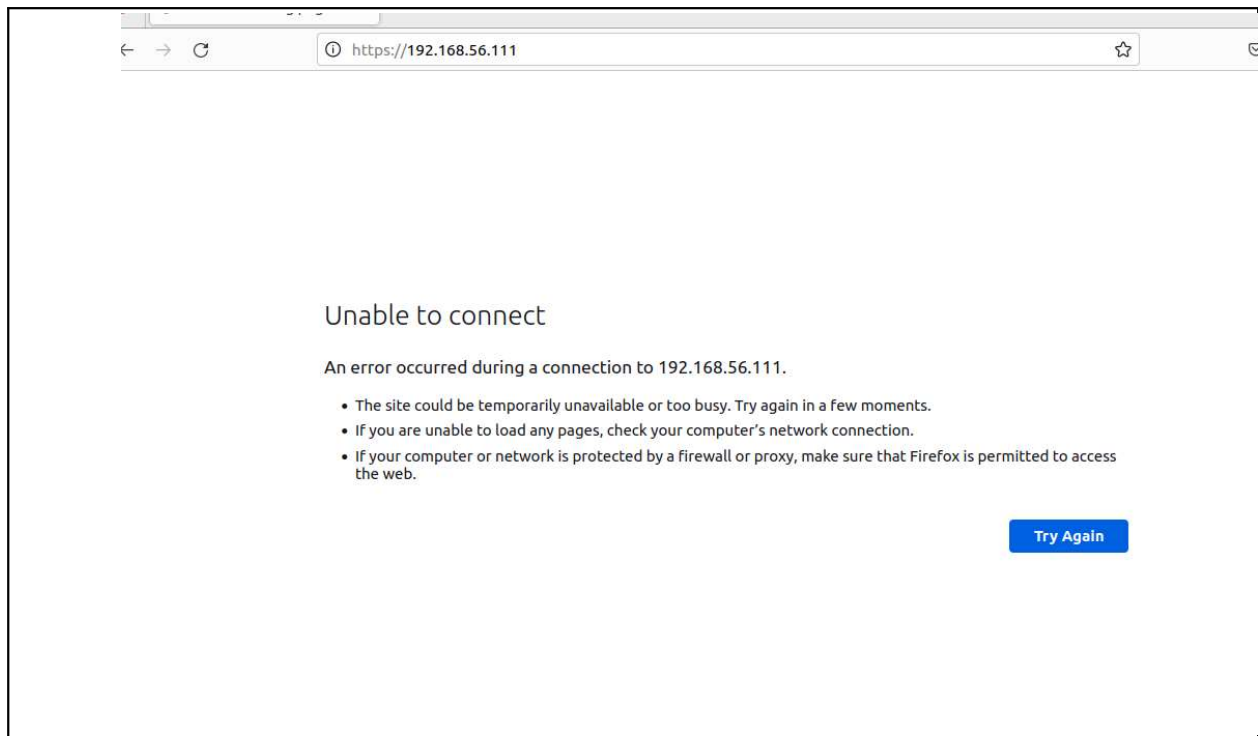 https://192.168.56.111
Unable to connect
An error occurred during a connection to 192.168.56.111.
• The site could be temporarily unavailable or too busy. Try again in a few moments.
• If you are unable to load any pages, check your computer’s network connection.
• If your computer or network is protected by a firewall or proxy, make sure that Firefox is permitted to access
the web.
Try Again